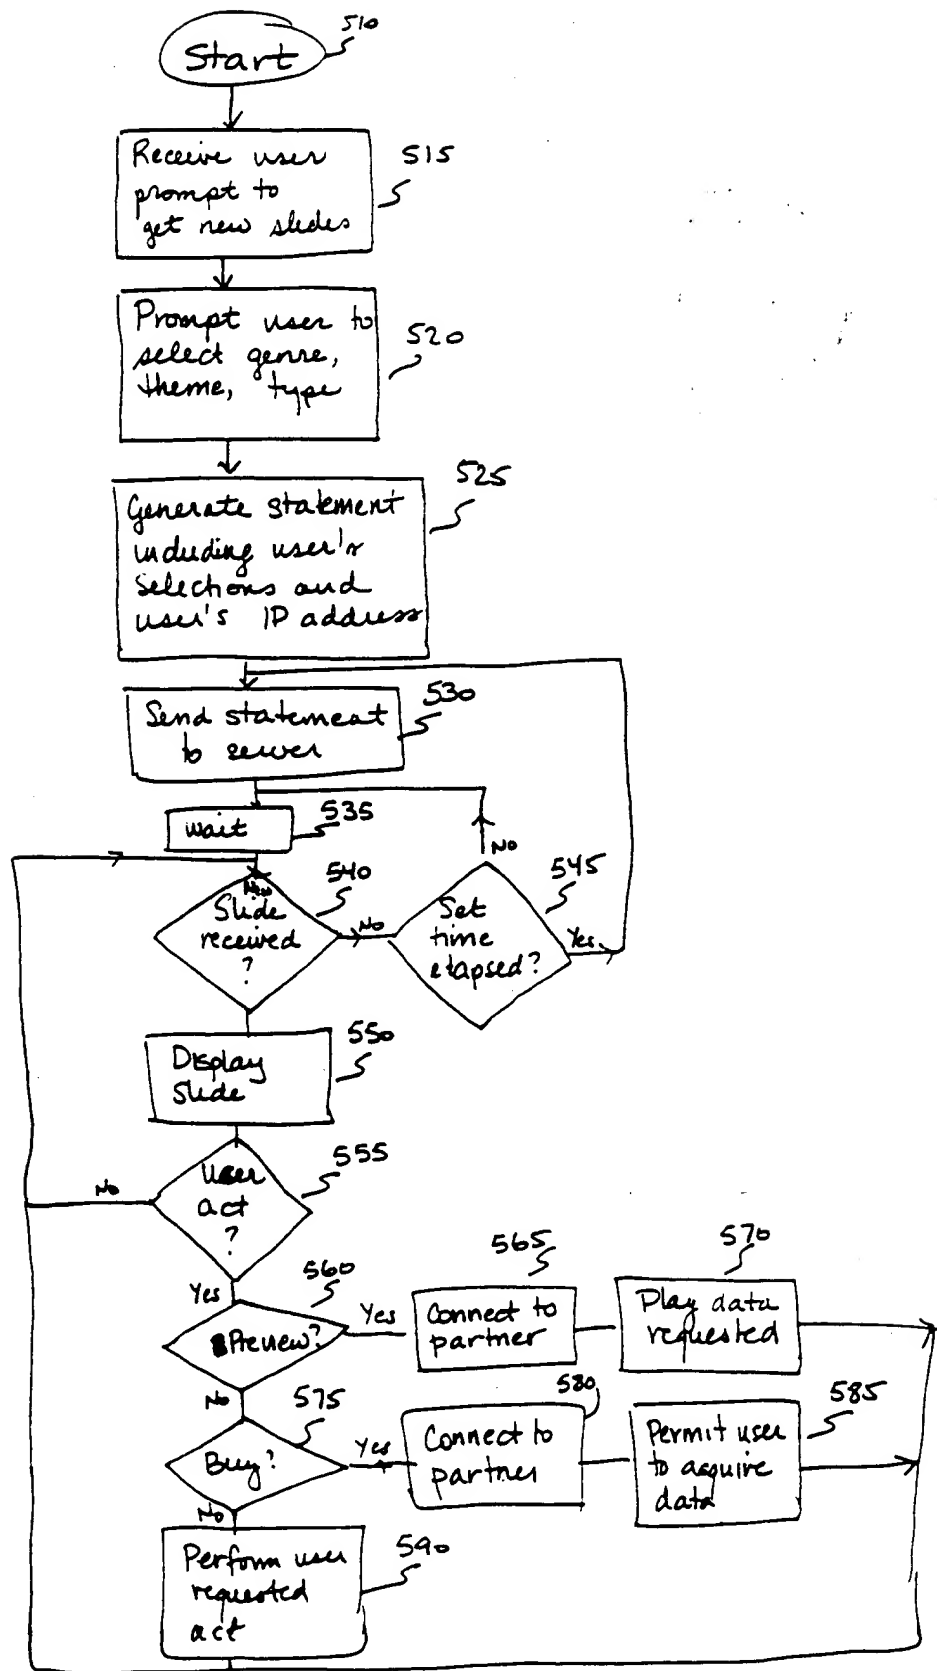 Start
510
Receive user
prompt to
get new slides
515
Prompt user to
select genre,
theme, type
520
Generate statement
including user's
selections and
user's IP address
525
Send statement
to server
530
wait
535
New
Slide
received
?
540
No
Set
time
elapsed?
545
No
Yes
Display
slide
550
User
act
?
555
No
Yes
Preview?
560
Yes
Connect to
partner
565
Play data
requested
570
No
Buy?
575
Yes
Connect to
partner
580
Permit user
to acquire
data
585
No
Perform user
requested
act
590